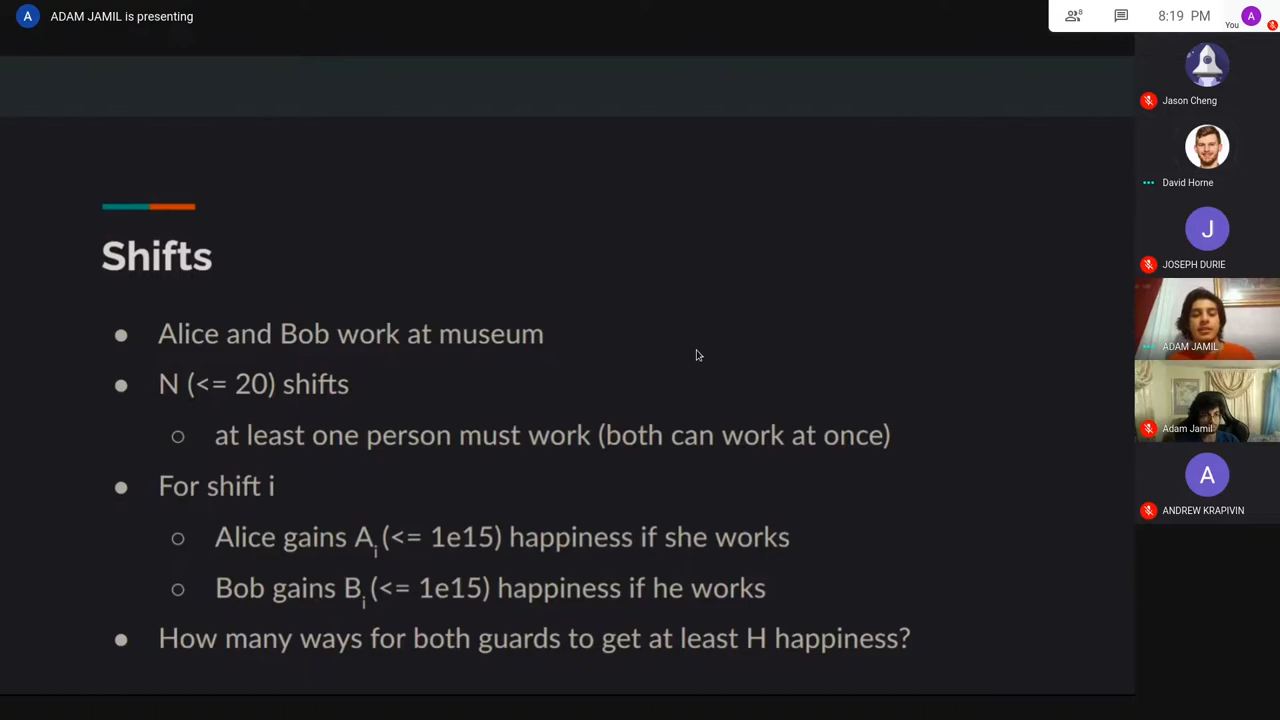 A ADAM JAMIL is presenting
8
8:19 PM
You
A
Jason Cheng
David Horne
J
JOSEPH DURIE
ADAM JAMIL
Adam Jamil
A
ANDREW KRAPIVIN
Shifts
● Alice and Bob work at museum
● N (<= 20) shifts
○ at least one person must work (both can work at once)
● For shift i
○ Alice gains Ai (<= 1e15) happiness if she works
○ Bob gains Bi (<= 1e15) happiness if he works
● How many ways for both guards to get at least H happiness?